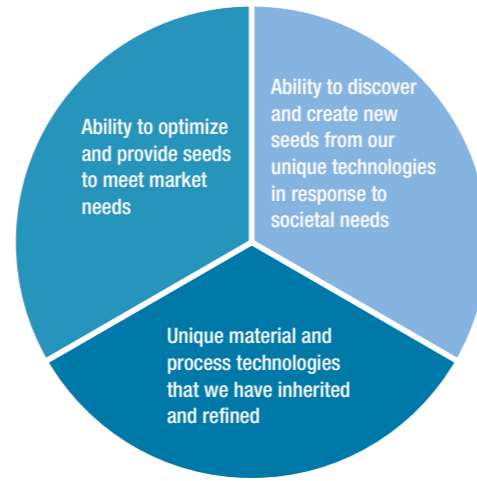 Ability to optimize
and provide seeds
to meet market
needs
Ability to discover
and create new
seeds from our
unique technologies
in response to
societal needs
Unique material and
process technologies
that we have inherited
and refined